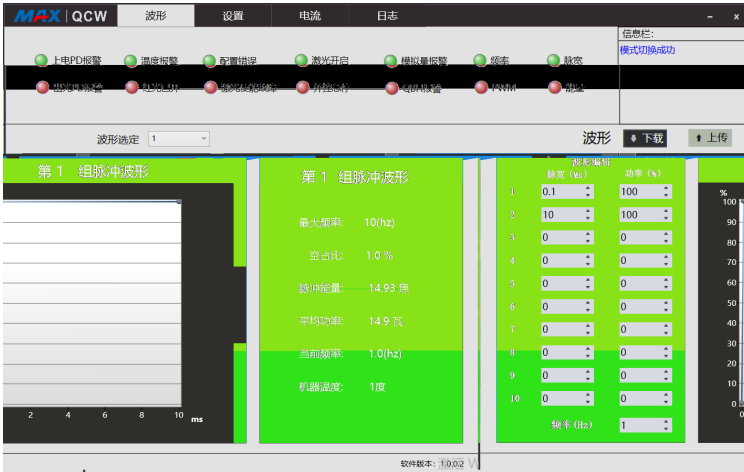 MAX | QCW 波形 设置 电流 日志
信息栏:
模式切换成功
上电PD报警 温度报警 配置错误 激光开启 模拟量报警 频率 脉宽
QBH报警 PWM 能量
波形选定 1 波形 下载 上传
第 1 组脉冲波形
2 4 6 8 10 ms
第 1 组脉冲波形
最大频率: 10(hz)
空占比: 1.0 %
脉冲能量: 14.93 焦
平均功率: 14.9 瓦
当前频率: 1.0(hz)
机器温度: 1度
波形编辑
脉宽 (Ms) 功率 (%)
1 0.1 100
2 10 100
3 0 0
4 0 0
5 0 0
6 0 0
7 0 0
8 0 0
9 0 0
10 0 0
频率(Hz) 1
%
100
90
80
70
60
50
40
30
20
10
0
0
软件版本: 1.0.0.2